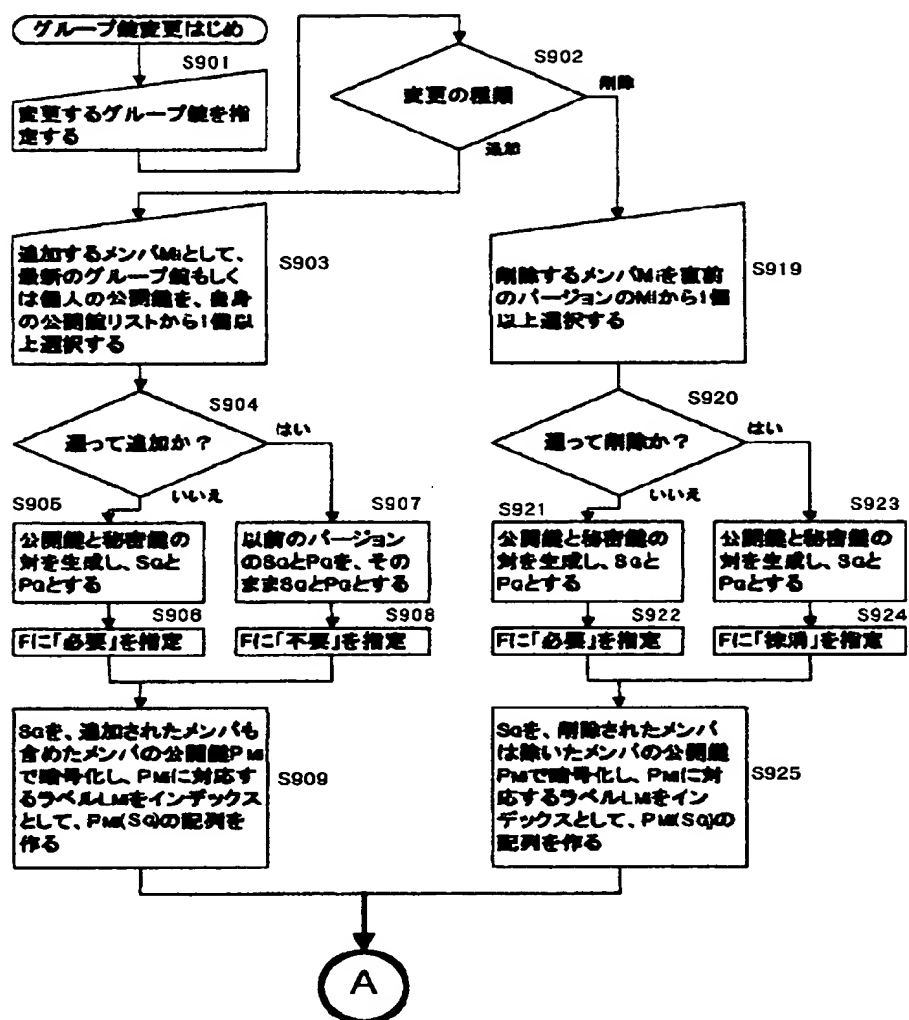 グループ鍵変更はじめ
S901
変更するグループ鍵を指
定する
S902
変更の種類
削除
追加
追加するメンバMiとして、
最新のグループ鍵もしく
は個人の公開鍵を、自身
の公開鍵リストから1個以
上選択する
S903
削除するメンバMiを直前
のバージョンのMiから1個
以上選択する
S919
S904
遡って追加か?
はい
いいえ
S920
遡って削除か?
はい
いいえ
S905
公開鍵と秘密鍵の
対を生成し、SGと
PGとする
S907
以前のバージョン
のSGとPGを、その
ままSGとPGとする
S921
公開鍵と秘密鍵の
対を生成し、SGと
PGとする
S923
公開鍵と秘密鍵の
対を生成し、SGと
PGとする
S906
Fに「必要」を指定
S908
Fに「不要」を指定
S922
Fに「必要」を指定
S924
Fに「抹消」を指定
SGを、追加されたメンバも
含めたメンバの公開鍵PMi
で暗号化し、PMiに対応す
るラベルLMiをインデックス
として、PMi(SG)の配列を
作る
S909
SGを、削除されたメンバ
は除いたメンバの公開鍵
PMiで暗号化し、PMiに対
応するラベルLMiをイン
デックスとして、PMi(SG)の
配列を作る
S925
A